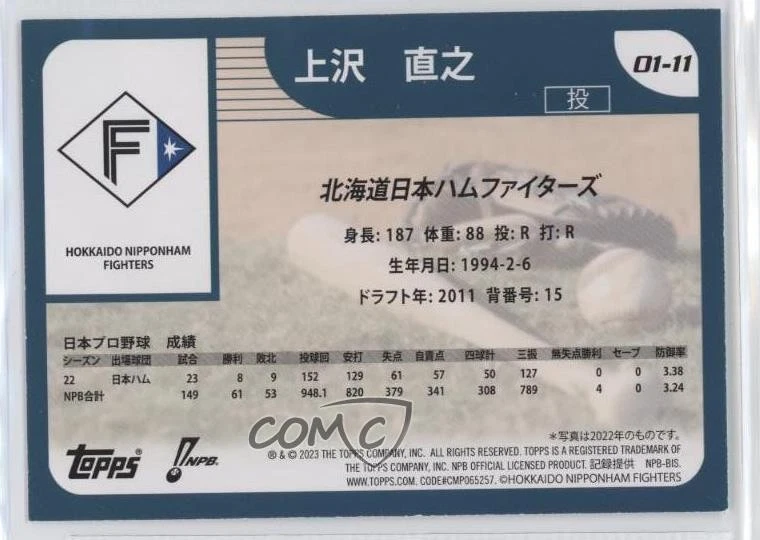 上沢 直之
01-11
投
F
HOKKAIDO NIPPONHAM
FIGHTERS
北海道日本ハムファイターズ
身長: 187 体重: 88 投: R 打: R
生年月日: 1994-2-6
ドラフト年: 2011 背番号: 15
日本プロ野球 成績
シーズン 出場球団 試合 勝利 敗北 投球回 安打 失点 自責点 四球計 三振 無失点勝利 セーブ 防御率
22 日本ハム 23 8 9 152 129 61 57 50 127 0 0 3.38
NPB合計 149 61 53 948.1 820 379 341 308 789 4 0 3.24
COMC
*写真は2022年のものです。
TOPPS
NPB.
® & © 2023 THE TOPPS COMPANY, INC. ALL RIGHTS RESERVED. TOPPS IS A REGISTERED TRADEMARK OF
THE TOPPS COMPANY, INC. NPB OFFICIAL LICENSED PRODUCT. 記録提供 NPB-BIS.
WWW.TOPPS.COM. CODE#CMP065257. ©HOKKAIDO NIPPONHAM FIGHTERS